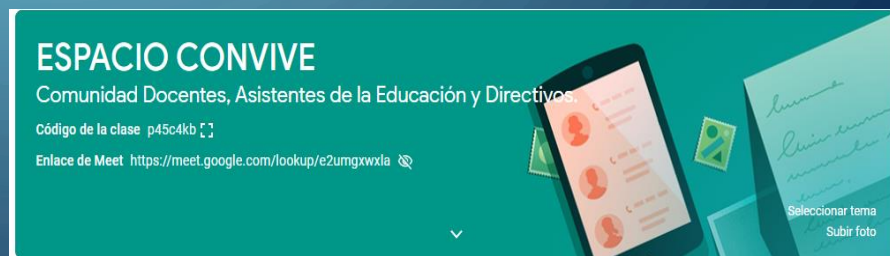 ESPACIO CONVIVE
Comunidad Docentes, Asistentes de la Educación y Directivos.
Código de la clase p45c4kb
Enlace de Meet https://meet.google.com/lookup/e2umgxwxla
Seleccionar tema
Subir foto